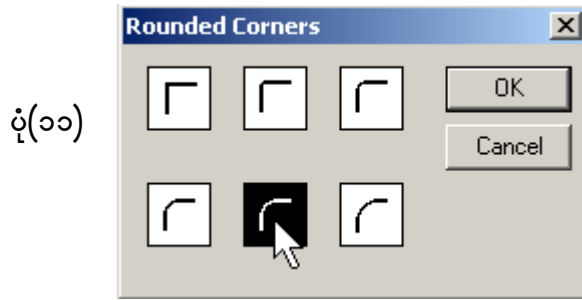 Rounded Corners
OK
ပုံ(၁၁)
Cancel